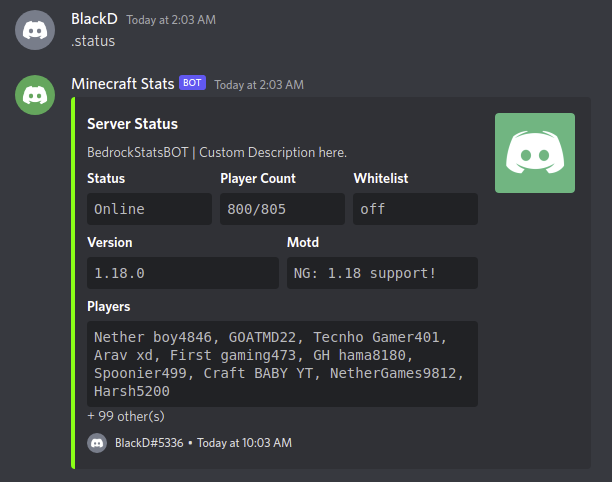 BlackD Today at 2:03 AM
.status
Minecraft Stats BOT Today at 2:03 AM
Server Status
BedrockStatsBOT | Custom Description here.
Status Player Count Whitelist
Online 800/805 off
Version Motd
1.18.0 NG: 1.18 support!
Players
Nether boy4846, GOATMD22, Tecnho Gamer401,
Arav xd, First gaming473, GH hama8180,
Spoonier499, Craft BABY YT, NetherGames9812,
Harsh5200
+ 99 other(s)
BlackD#5336 • Today at 10:03 AM